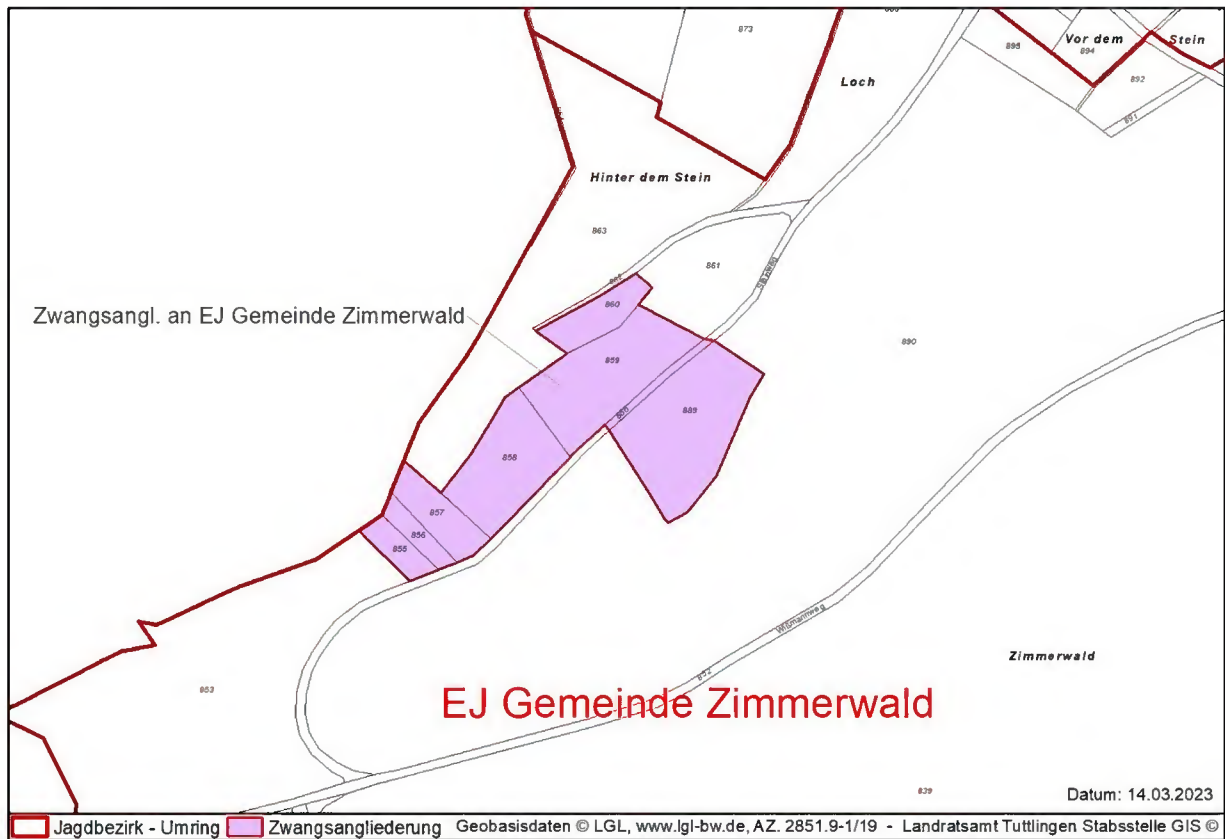 873
Loch
895
Vor dem
894
Stein
892
891
Hinter dem Stein
863
861
860
Zwangsangl. an EJ Gemeinde Zimmerwald
859
890
889
858
857
856
855
Wißmannweg
852
Zimmerwald
853
EJ Gemeinde Zimmerwald
839
Datum: 14.03.2023
Jagdbezirk - Umring Zwangsangliederung Geobasisdaten © LGL, www.lgl-bw.de, AZ. 2851.9-1/19 - Landratsamt Tuttlingen Stabsstelle GIS ©